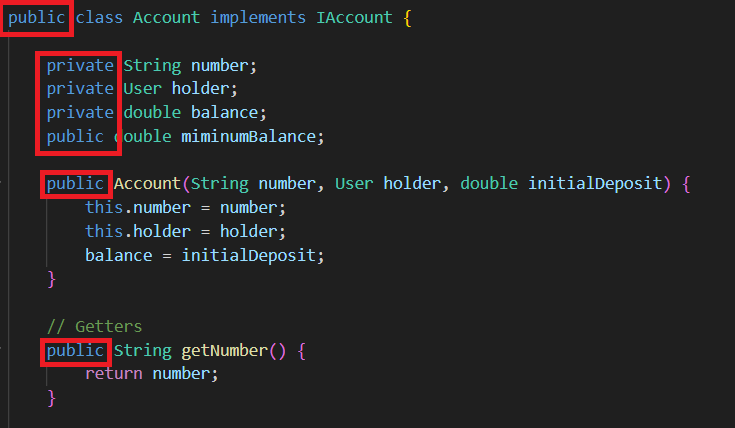 public class Account implements IAccount {
private String number;
private User holder;
private double balance;
public double miminumBalance;
public Account(String number, User holder, double initialDeposit) {
this.number = number;
this.holder = holder;
balance = initialDeposit;
}
// Getters
public String getNumber() {
return number;
}